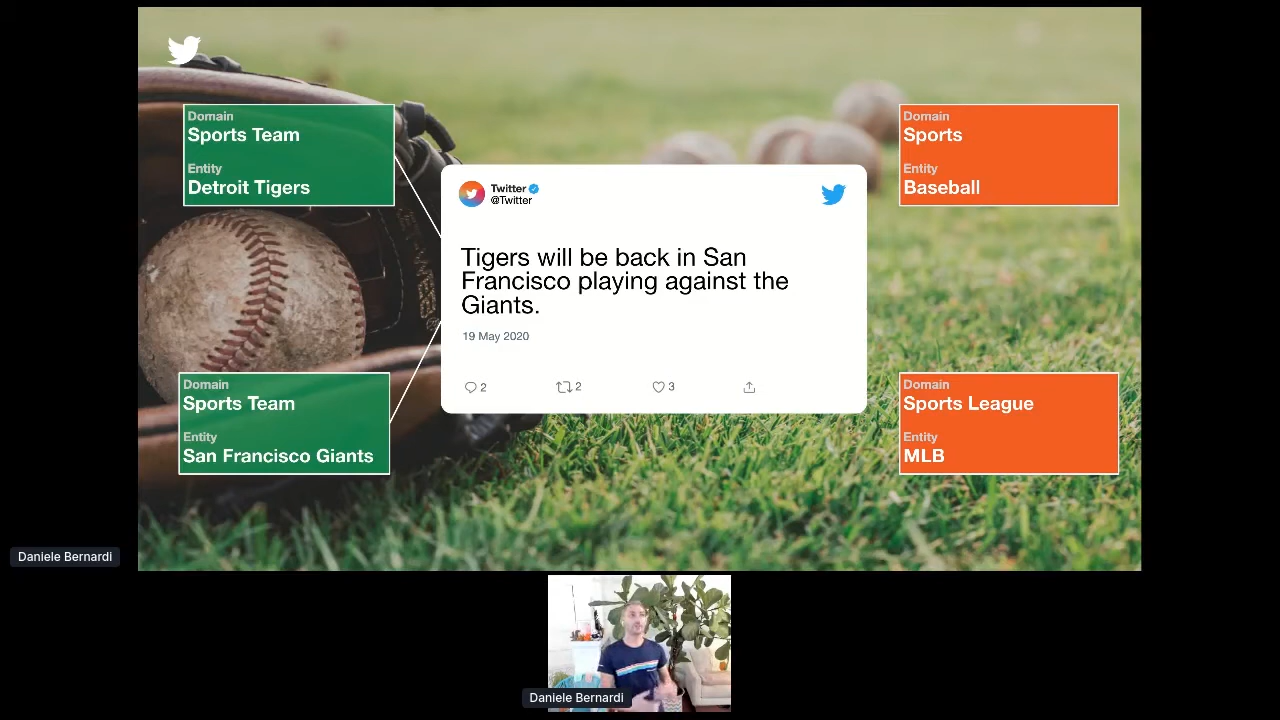 Domain
Sports Team
Entity
Detroit Tigers
Domain
Sports Team
Entity
San Francisco Giants
Twitter
@Twitter
Tigers will be back in San
Francisco playing against the
Giants.
19 May 2020
2
2
3
Domain
Sports
Entity
Baseball
Domain
Sports League
Entity
MLB
Daniele Bernardi
Daniele Bernardi